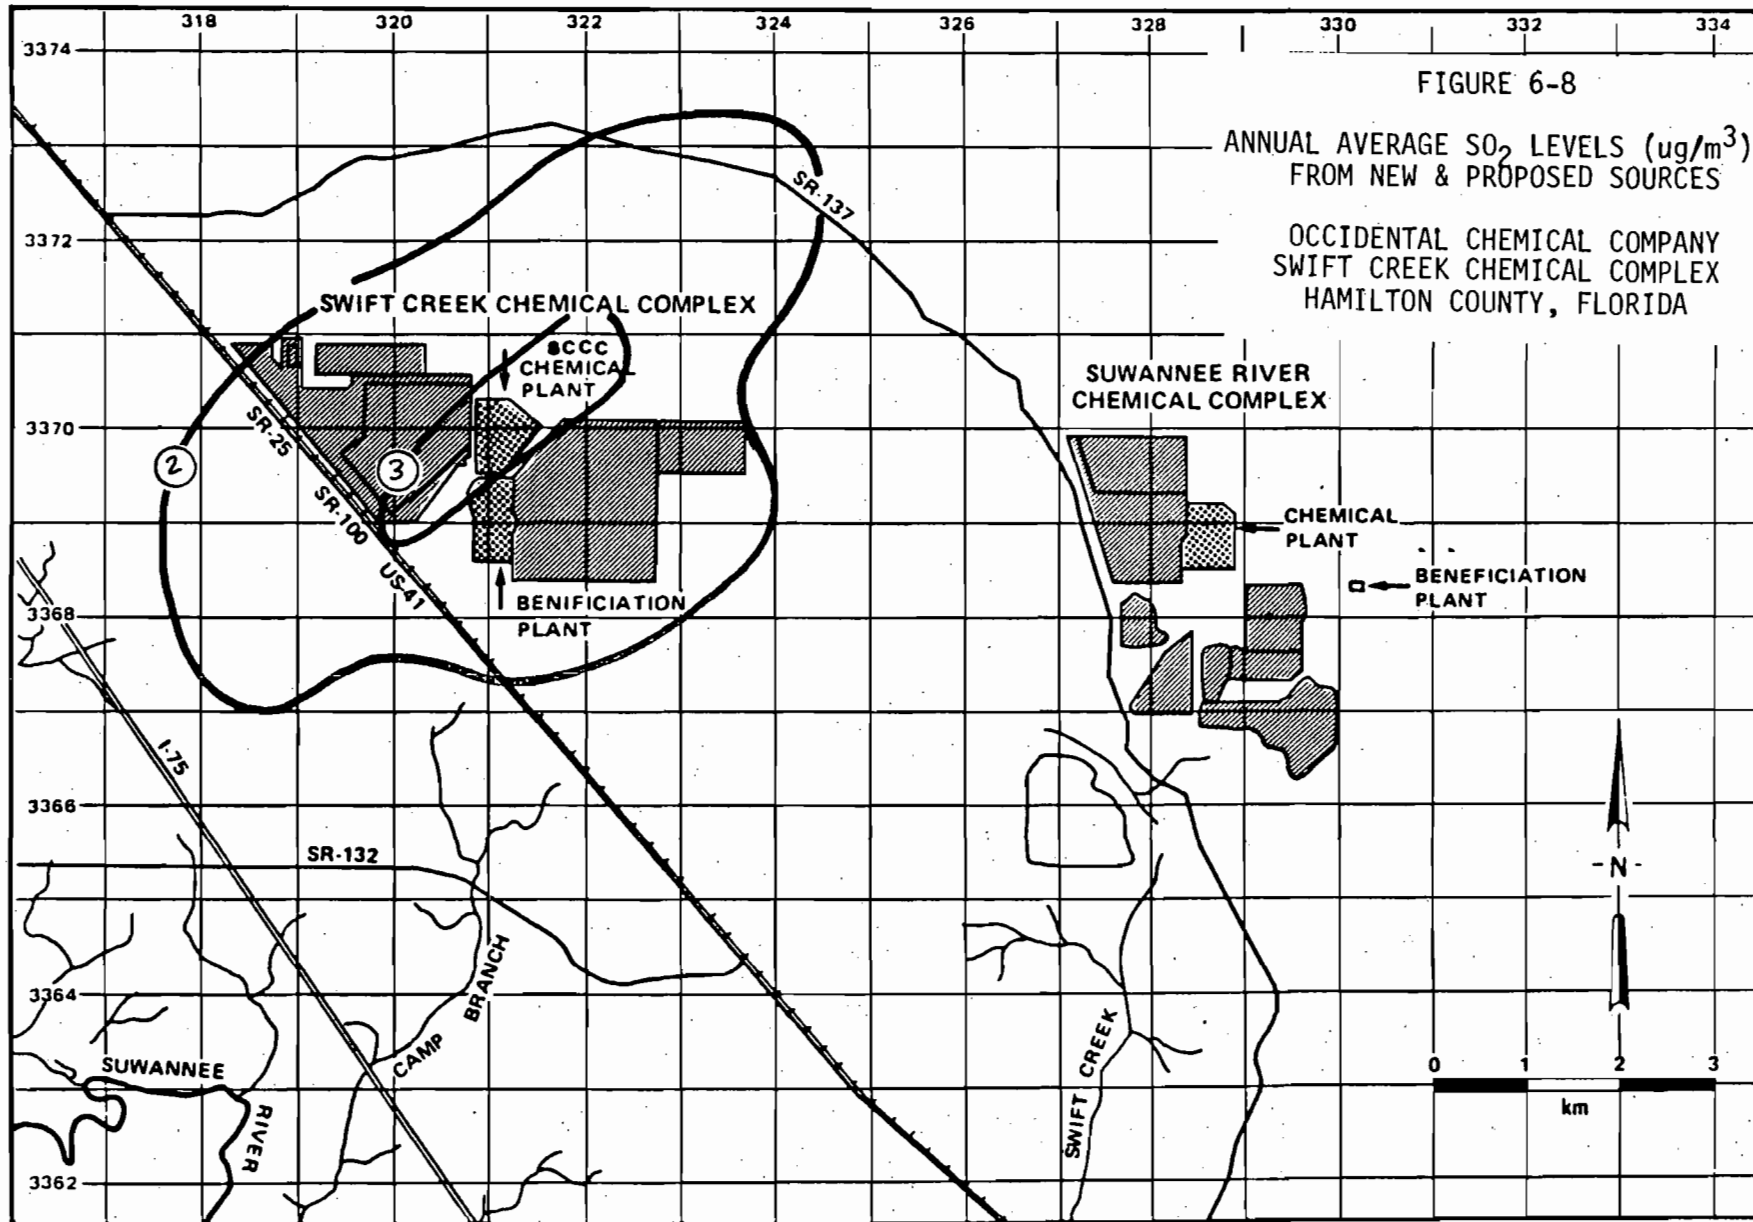 318 320 322 324 326 328 330 332 334
3374
3372
3370
3368
3366
3364
3362
FIGURE 6-8
ANNUAL AVERAGE SO2 LEVELS (ug/m³)
FROM NEW & PROPOSED SOURCES
OCCIDENTAL CHEMICAL COMPANY
SWIFT CREEK CHEMICAL COMPLEX
HAMILTON COUNTY, FLORIDA
SR-137
SWIFT CREEK CHEMICAL COMPLEX
SCCC
CHEMICAL
PLANT
2
3
SR-25
SR-100
US-41
BENIFICIATION
PLANT
SUWANNEE RIVER
CHEMICAL COMPLEX
CHEMICAL
PLANT
BENEFICIATION
PLANT
I-75
SR-132
CAMP BRANCH
SUWANNEE RIVER
SWIFT CREEK
-N-
0 1 2 3
km